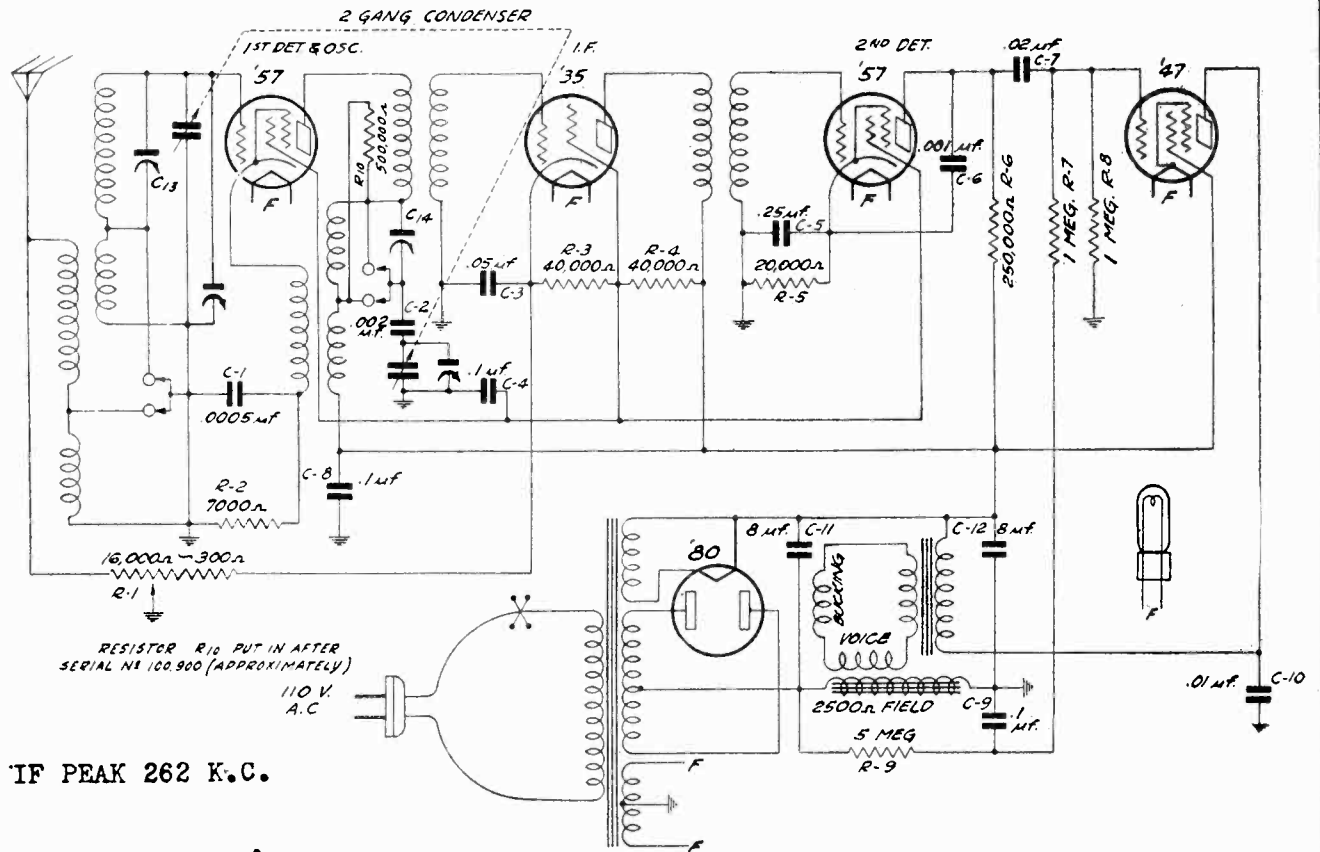 2 GANG CONDENSER
1ST DET & OSC.
'57
I.F.
'35
2ND DET.
'57
.02 µf
C-7
'47
C13
F
R10
500,000Ω
C14
F
.05 µf
C-3
R-3
40,000Ω
R-4
40,000Ω
.25 µf.
C-5
20,000Ω
R-5
F
.001 µf.
C-6
250,000Ω R-6
1 MEG. R-7
1 MEG. R-8
F
C-2
.002
µf.
.1 µf.
C-4
C-1
.0005 µf
R-2
7000Ω
C-8
.1 µf
16,000Ω ~ 300Ω
R-1
RESISTOR R10 PUT IN AFTER
SERIAL Nº 100,900 (APPROXIMATELY)
110 V.
A.C
'80
8 µf.
C-11
BUCKING
VOICE
C-12
8 µf.
2500Ω FIELD
C-9
.1
µf.
5 MEG
R-9
.01 µf.
C-10
F
F
F
IF PEAK 262 K.C.